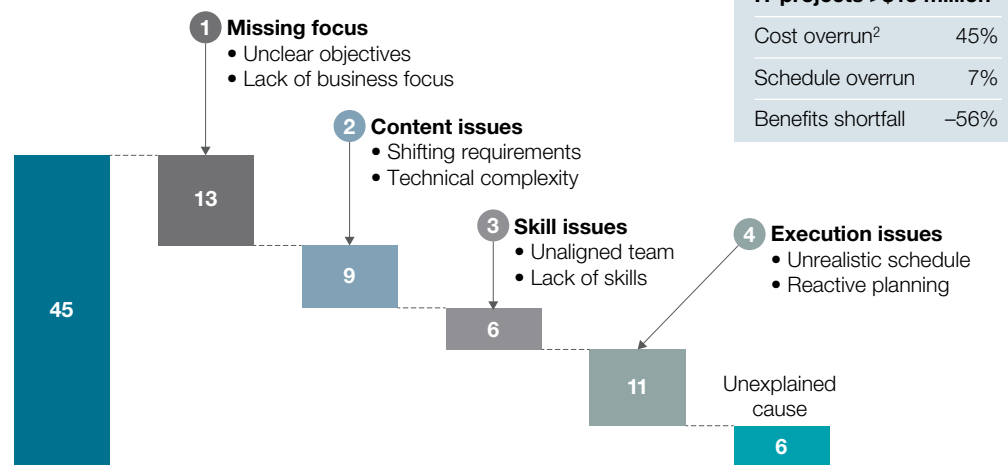 1 Missing focus
• Unclear objectives
• Lack of business focus
Cost overrun2 45%
Schedule overrun 7%
Benefits shortfall –56%
2 Content issues
• Shifting requirements
• Technical complexity
13
3 Skill issues
• Unaligned team
• Lack of skills
4 Execution issues
• Unrealistic schedule
• Reactive planning
9
45
6
11
Unexplained
cause
6